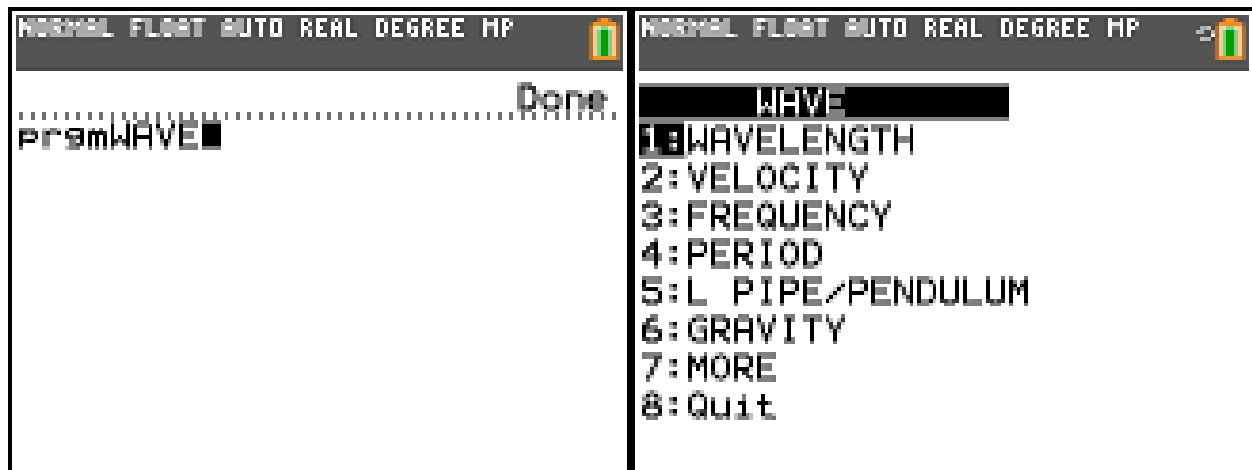 NORMAL FLOAT AUTO REAL DEGREE MP
Done
prgmWAVE
NORMAL FLOAT AUTO REAL DEGREE MP
WAVE
1:WAVELENGTH
2:VELOCITY
3:FREQUENCY
4:PERIOD
5:L PIPE/PENDULUM
6:GRAVITY
7:MORE
8:Quit